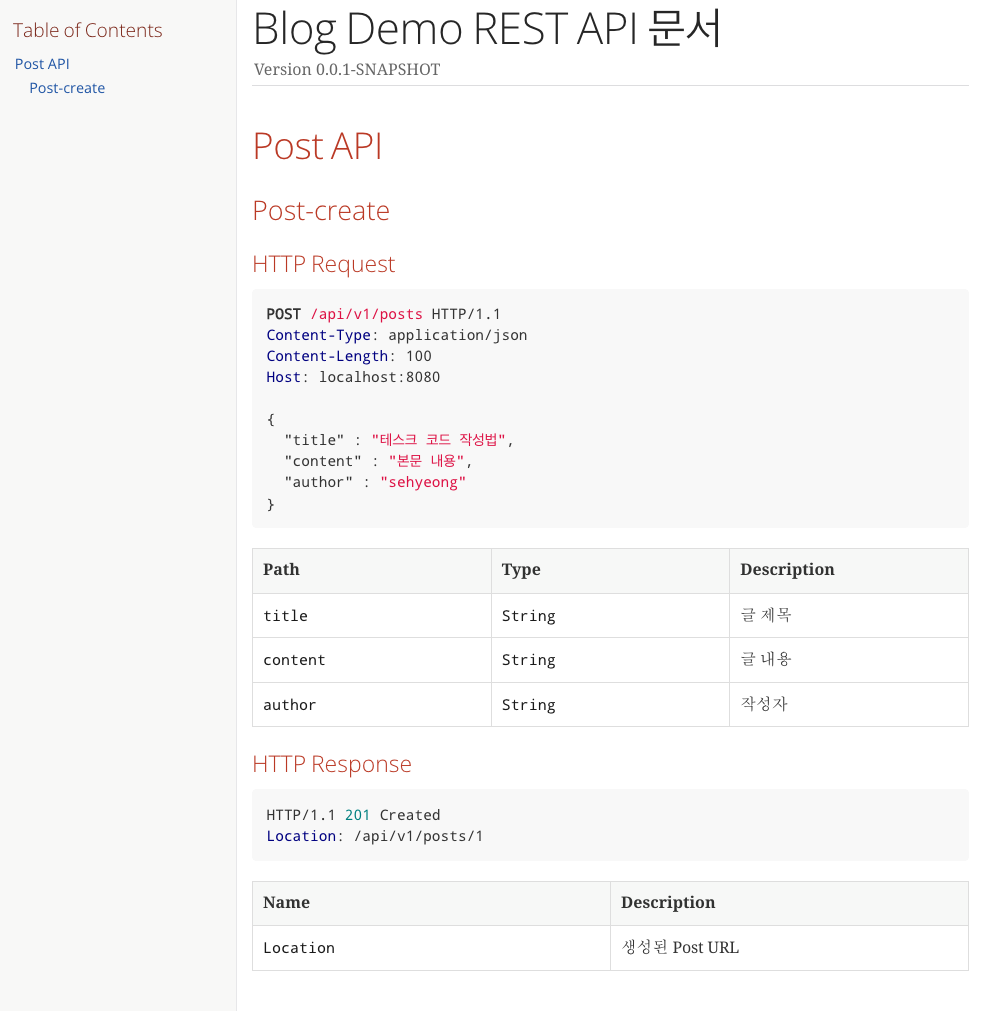 Table of Contents
Post API
Post-create
Blog Demo REST API 문서
Version 0.0.1-SNAPSHOT
Post API
Post-create
HTTP Request
POST /api/v1/posts HTTP/1.1
Content-Type: application/json
Content-Length: 100
Host: localhost:8080
{
"title" : "테스크 코드 작성법",
"content" : "본문 내용",
"author" : "sehyeong"
}
Path Type Description
title String 글 제목
content String 글 내용
author String 작성자
HTTP Response
HTTP/1.1 201 Created
Location: /api/v1/posts/1
Name Description
Location 생성된 Post URL